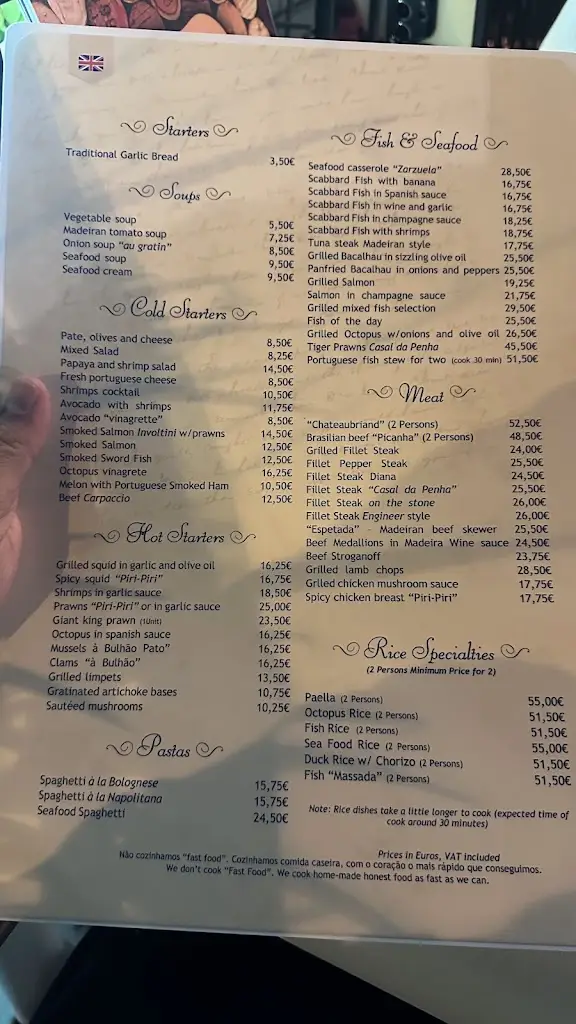 Starters
Traditional Garlic Bread 3,50€
Soups
Vegetable soup 5,50€
Madeiran tomato soup 7,25€
Onion soup "au gratin" 8,50€
Seafood soup 9,50€
Seafood cream 9,50€
Cold Starters
Pate, olives and cheese 8,50€
Mixed Salad 8,25€
Papaya and shrimp salad 14,50€
Fresh portuguese cheese 8,50€
Shrimps cocktail 10,50€
Avocado with shrimps 11,75€
Avocado "vinagrette" 8,50€
Smoked Salmon Involtini w/prawns 14,50€
Smoked Salmon 12,50€
Smoked Sword Fish 12,50€
Octopus vinagrete 16,25€
Melon with Portuguese Smoked Ham 10,50€
Beef Carpaccio 12,50€
Hot Starters
Grilled squid in garlic and olive oil 16,25€
Spicy squid "Piri-Piri" 16,75€
Shrimps in garlic sauce 18,50€
Prawns "Piri-Piri" or in garlic sauce 25,00€
Giant king prawn (1Unit) 23,50€
Octopus in spanish sauce 16,25€
Mussels à Bulhão Pato" 16,25€
Clams "à Bulhão" 16,25€
Grilled limpets 13,50€
Gratinated artichoke bases 10,75€
Sautéed mushrooms 10,25€
Pastas
Spaghetti à la Bolognese 15,75€
Spaghetti à la Napolitana 15,75€
Seafood Spaghetti 24,50€
Fish & Seafood
Seafood casserole "Zarzuela" 28,50€
Scabbard Fish with banana 16,75€
Scabbard Fish in Spanish sauce 16,75€
Scabbard Fish in wine and garlic 16,75€
Scabbard Fish in champagne sauce 18,25€
Scabbard Fish with shrimps 18,75€
Tuna steak Madeiran style 17,75€
Grilled Bacalhau in sizzling olive oil 25,50€
Panfried Bacalhau in onions and peppers 25,50€
Grilled Salmon 19,25€
Salmon in champagne sauce 21,75€
Grilled mixed fish selection 29,50€
Fish of the day 25,50€
Grilled Octopus w/onions and olive oil 26,50€
Tiger Prawns Casal da Penha 45,50€
Portuguese fish stew for two (cook 30 min) 51,50€
Meat
"Chateaubriand" (2 Persons) 52,50€
Brasilian beef "Picanha" (2 Persons) 48,50€
Grilled Fillet Steak 24,00€
Fillet Pepper Steak 25,50€
Fillet Steak Diana 24,50€
Fillet Steak "Casal da Penha" 25,50€
Fillet Steak on the stone 26,00€
Fillet Steak Engineer style 26,00€
"Espetada" - Madeiran beef skewer 25,50€
Beef Medallions in Madeira Wine sauce 24,50€
Beef Stroganoff 23,75€
Grilled lamb chops 28,50€
Grlled chicken mushroom sauce 17,75€
Spicy chicken breast "Piri-Piri" 17,75€
Rice Specialties
(2 Persons Minimum Price for 2)
Paella (2 Persons) 55,00€
Octopus Rice (2 Persons) 51,50€
Fish Rice (2 Persons) 51,50€
Sea Food Rice (2 Persons) 55,00€
Duck Rice w/ Chorizo (2 Persons) 51,50€
Fish "Massada" (2 Persons) 51,50€
Note: Rice dishes take a little longer to cook (expected time of
cook around 30 minutes)
Prices in Euros, VAT included
Não cozinhamos "fast food". Cozinhamos comida caseira, com o coração o mais rápido que conseguimos.
We don't cook "Fast Food". We cook home-made honest food as fast as we can.